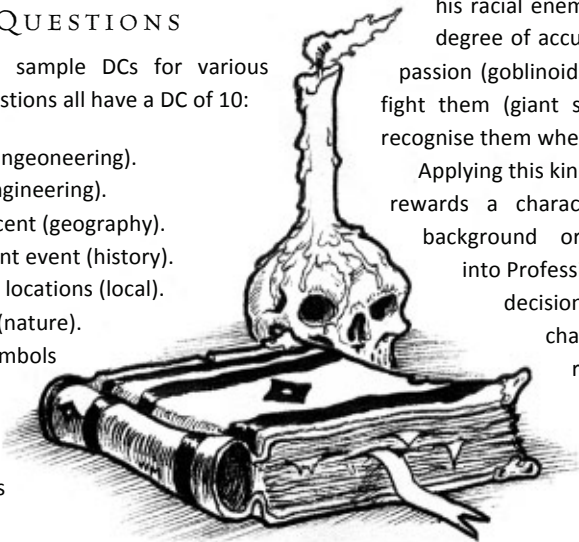 QUESTIONS
sample DCs for various
stions all have a DC of 10:
ngeoneering).
gineering).
cent (geography).
nt event (history).
locations (local).
(nature).
mbols
s
his racial enem
degree of accu
passion (goblinoid
fight them (giant s
recognise them whe
Applying this kin
rewards a charac
background or
into Profess
decision
cha
r